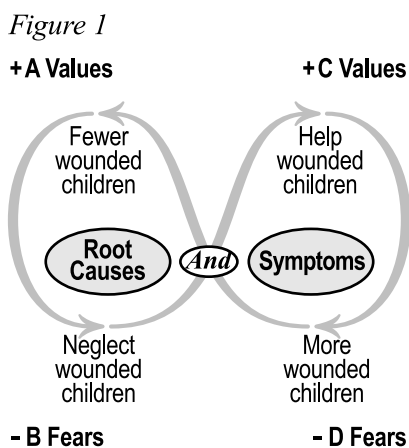 Figure 1
+A Values
+C Values
Fewer
wounded
children
Help
wounded
children
Root
Causes
And
Symptoms
Neglect
wounded
children
More
wounded
children
– B Fears
– D Fears